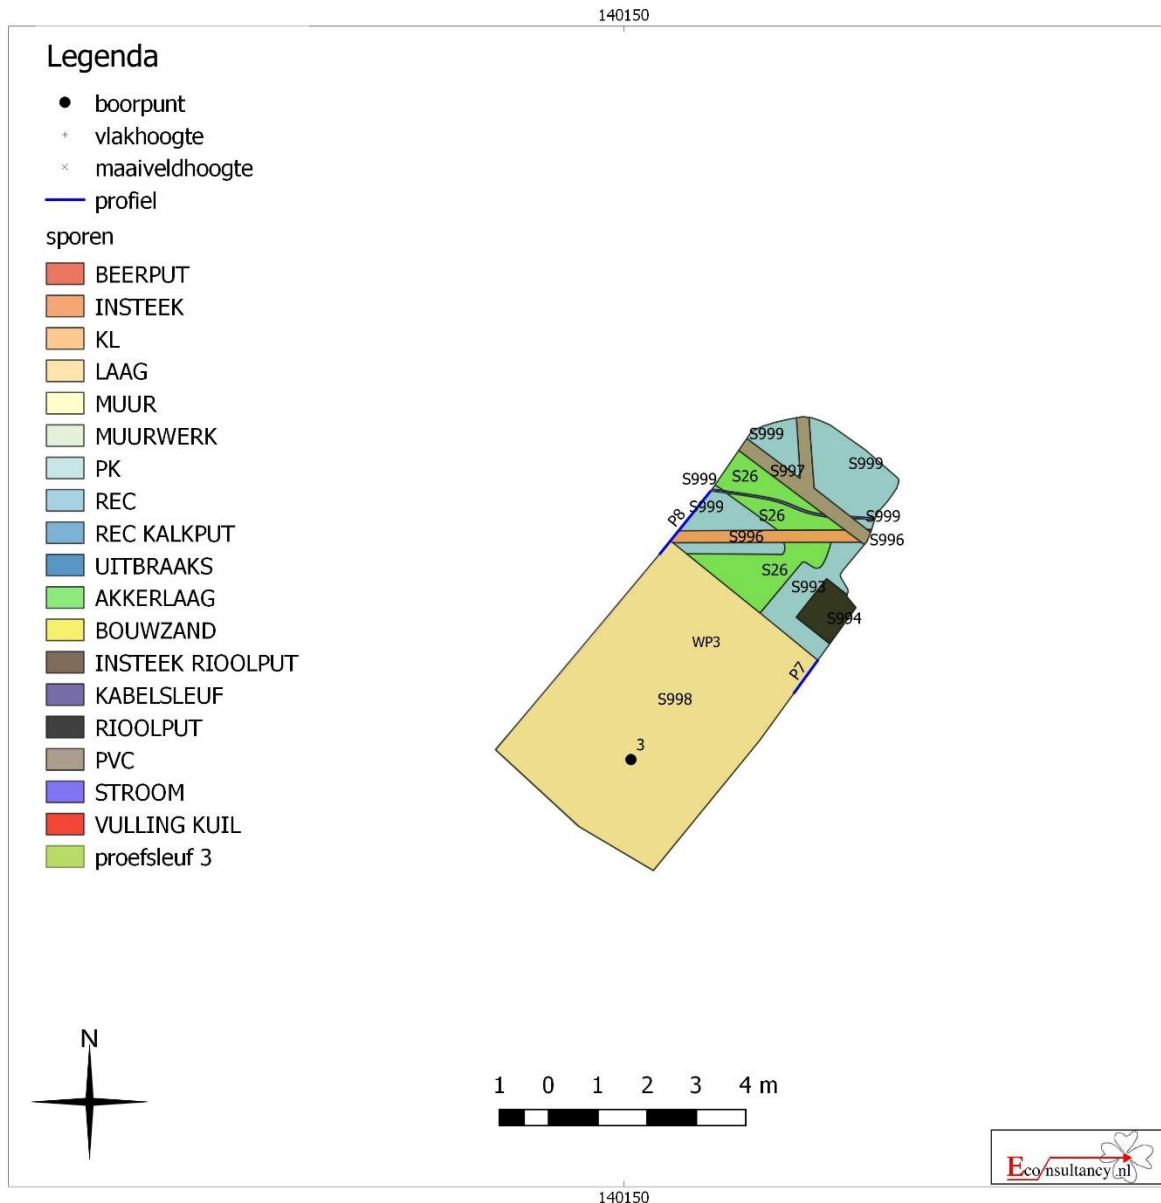 140150
Legenda
boorpunt
vlakhoogte
maaiveldhoogte
profiel
sporen
BEERPUT
INSTEEK
KL
LAAG
MUUR
MUURWERK
PK
REC
REC KALKPUT
UITBRAAKS
AKKERLAAG
BOUWZAND
INSTEEK RIOOLPUT
KABELSLEUF
RIOOLPUT
PVC
STROOM
VULLING KUIL
proefsleuf 3
S999
S999
S997
S26
S999
S999
P8
S26
S999
S996
S996
S26
S993
S994
WP3
P7
S998
3
N
1 0 1 2 3 4 m
Econsultancy.nl
140150